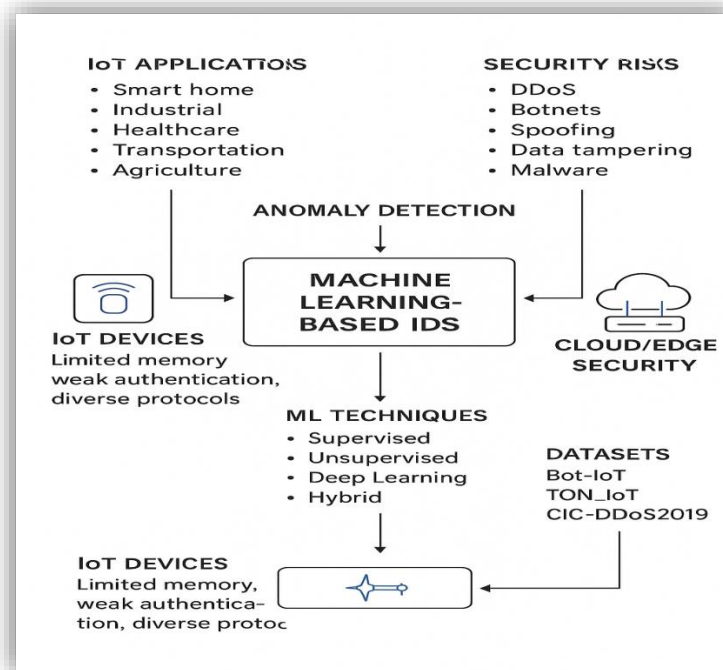 IoT APPLICATIONS
• Smart home
• Industrial
• Healthcare
• Transportation
• Agriculture
SECURITY RISKS
• DDoS
• Botnets
• Spoofing
• Data tampering
• Malware
ANOMALY DETECTION
MACHINE
LEARNING-
BASED IDS
IoT DEVICES
Limited memory
weak authentication,
diverse protocols
CLOUD/EDGE
SECURITY
ML TECHNIQUES
• Supervised
• Unsupervised
• Deep Learning
• Hybrid
DATASETS
Bot-IoT
TON_IoT
CIC-DDoS2019
IoT DEVICES
Limited memory,
weak authentica-
tion, diverse protoc